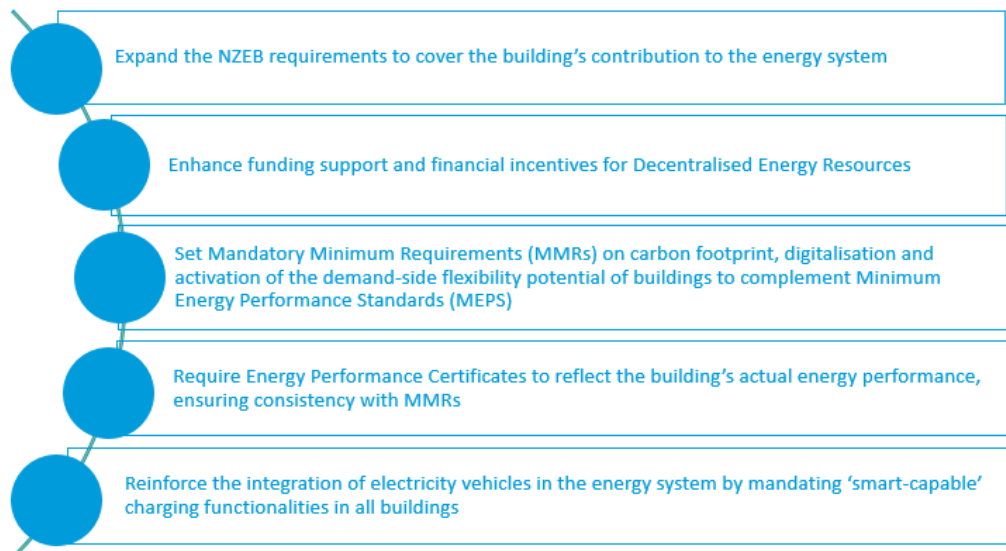 Expand the NZEB requirements to cover the building’s contribution to the energy system
Enhance funding support and financial incentives for Decentralised Energy Resources
Set Mandatory Minimum Requirements (MMRs) on carbon footprint, digitalisation and
activation of the demand-side flexibility potential of buildings to complement Minimum
Energy Performance Standards (MEPS)
Require Energy Performance Certificates to reflect the building’s actual energy performance,
ensuring consistency with MMRs
Reinforce the integration of electricity vehicles in the energy system by mandating ‘smart-capable’
charging functionalities in all buildings